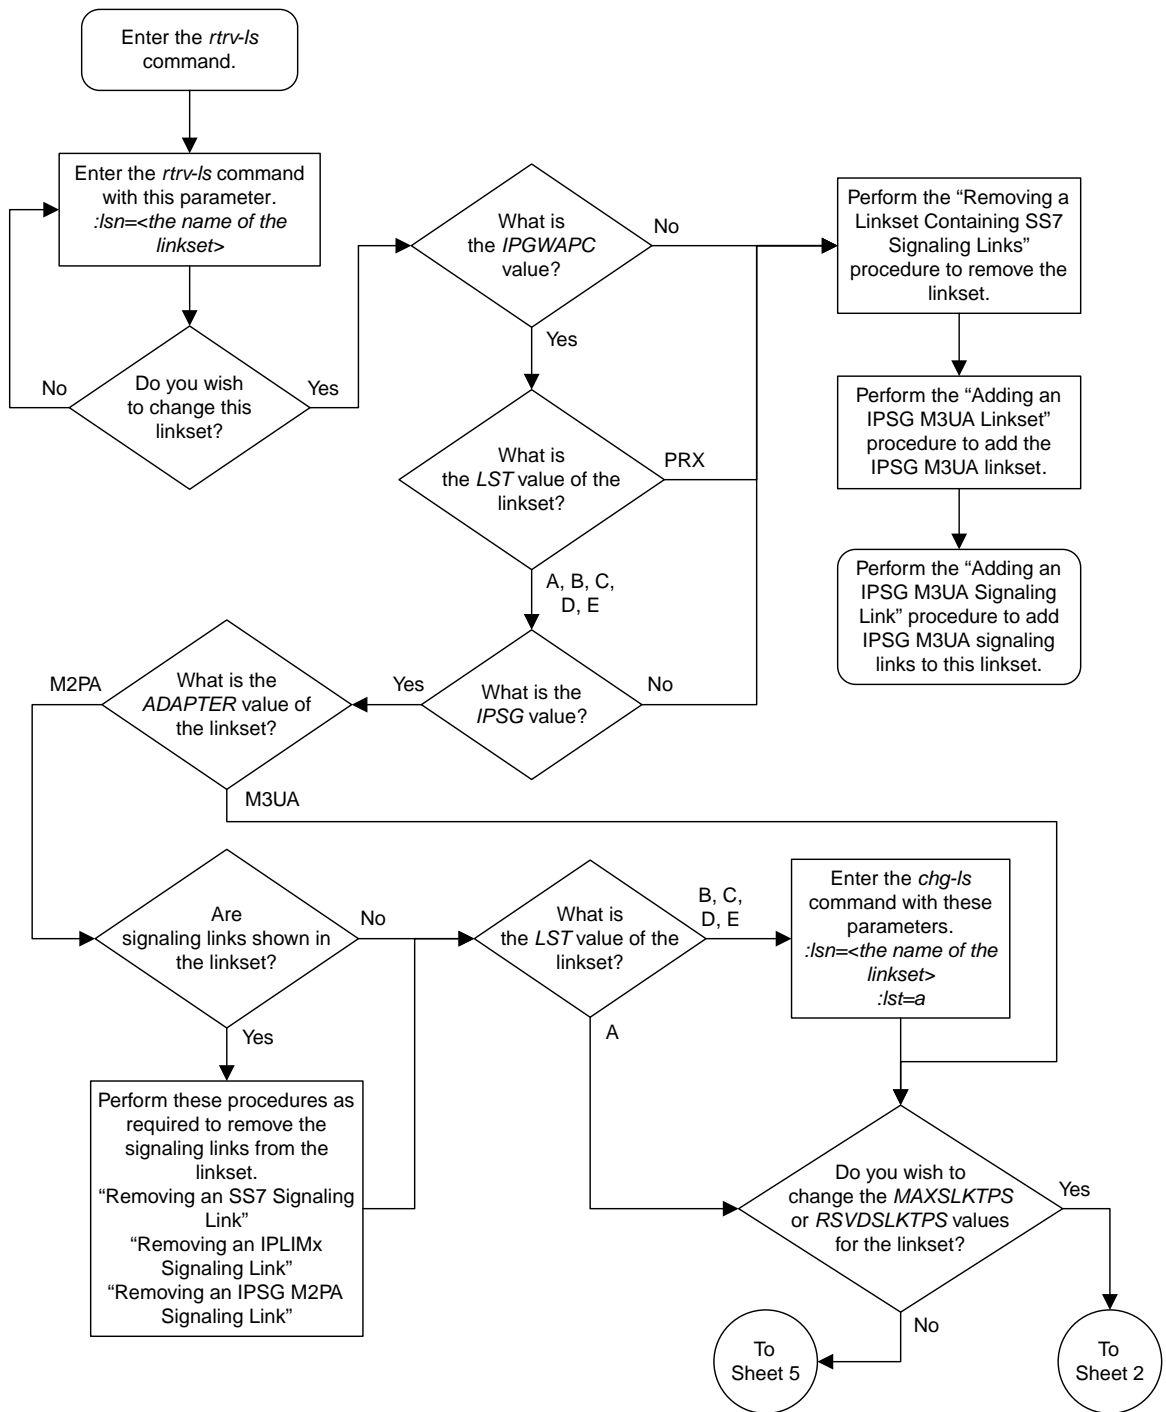 Enter the rtrv-ls
command.
Enter the rtrv-ls command
with this parameter.
:lsn=<the name of the
linkset>
Do you wish
to change this
linkset?
No
Yes
What is
the IPGWAPC
value?
No
Yes
What is
the LST value of the
linkset?
PRX
A, B, C,
D, E
What is the
IPSG value?
Yes
No
Perform the “Removing a
Linkset Containing SS7
Signaling Links”
procedure to remove the
linkset.
Perform the “Adding an
IPSG M3UA Linkset”
procedure to add the
IPSG M3UA linkset.
Perform the “Adding an
IPSG M3UA Signaling
Link” procedure to add
IPSG M3UA signaling
links to this linkset.
M2PA
What is the
ADAPTER value of
the linkset?
M3UA
Are
signaling links shown in
the linkset?
No
Yes
Perform these procedures as
required to remove the
signaling links from the
linkset.
“Removing an SS7 Signaling
Link”
“Removing an IPLIMx
Signaling Link”
“Removing an IPSG M2PA
Signaling Link”
What is
the LST value of the
linkset?
B, C,
D, E
A
Enter the chg-ls
command with these
parameters.
:lsn=<the name of the
linkset>
:lst=a
Do you wish to
change the MAXSLKTPS
or RSVDSLKTPS values
for the linkset?
Yes
No
To
Sheet 5
To
Sheet 2